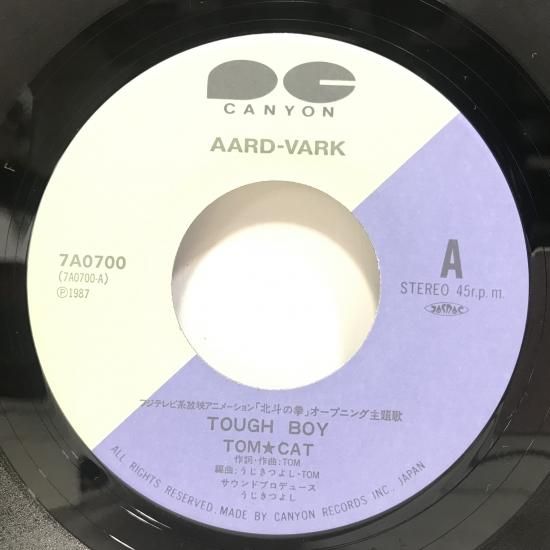 CANYON
AARD-VARK
7A0700
(7A0700-A)
Ⓟ1987
A
STEREO 45r.p.m.
JASRAC
フジテレビ系放映アニメーション「北斗の拳」オープニング主題歌
TOUGH BOY
TOM★CAT
作詞・作曲:TOM
編曲:うじきつよし・TOM
サウンドプロデュース
うじきつよし
ALL RIGHTS RESERVED. MADE BY CANYON RECORDS INC. JAPAN